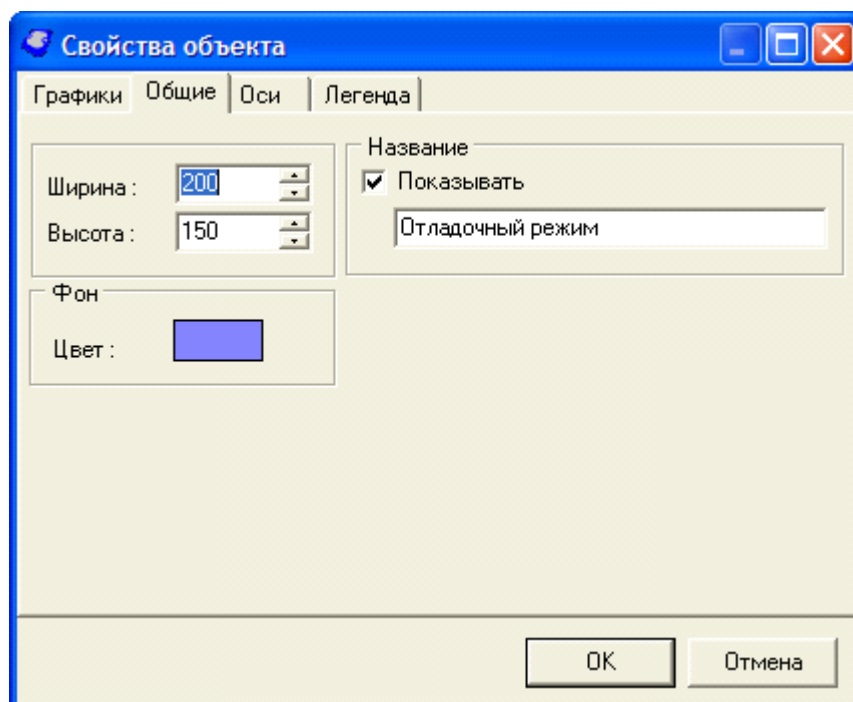 Свойства объекта
Графики Общие Оси Легенда
Ширина : 200
Высота : 150
Название
Показывать
Отладочный режим
Фон
Цвет :
OK Отмена